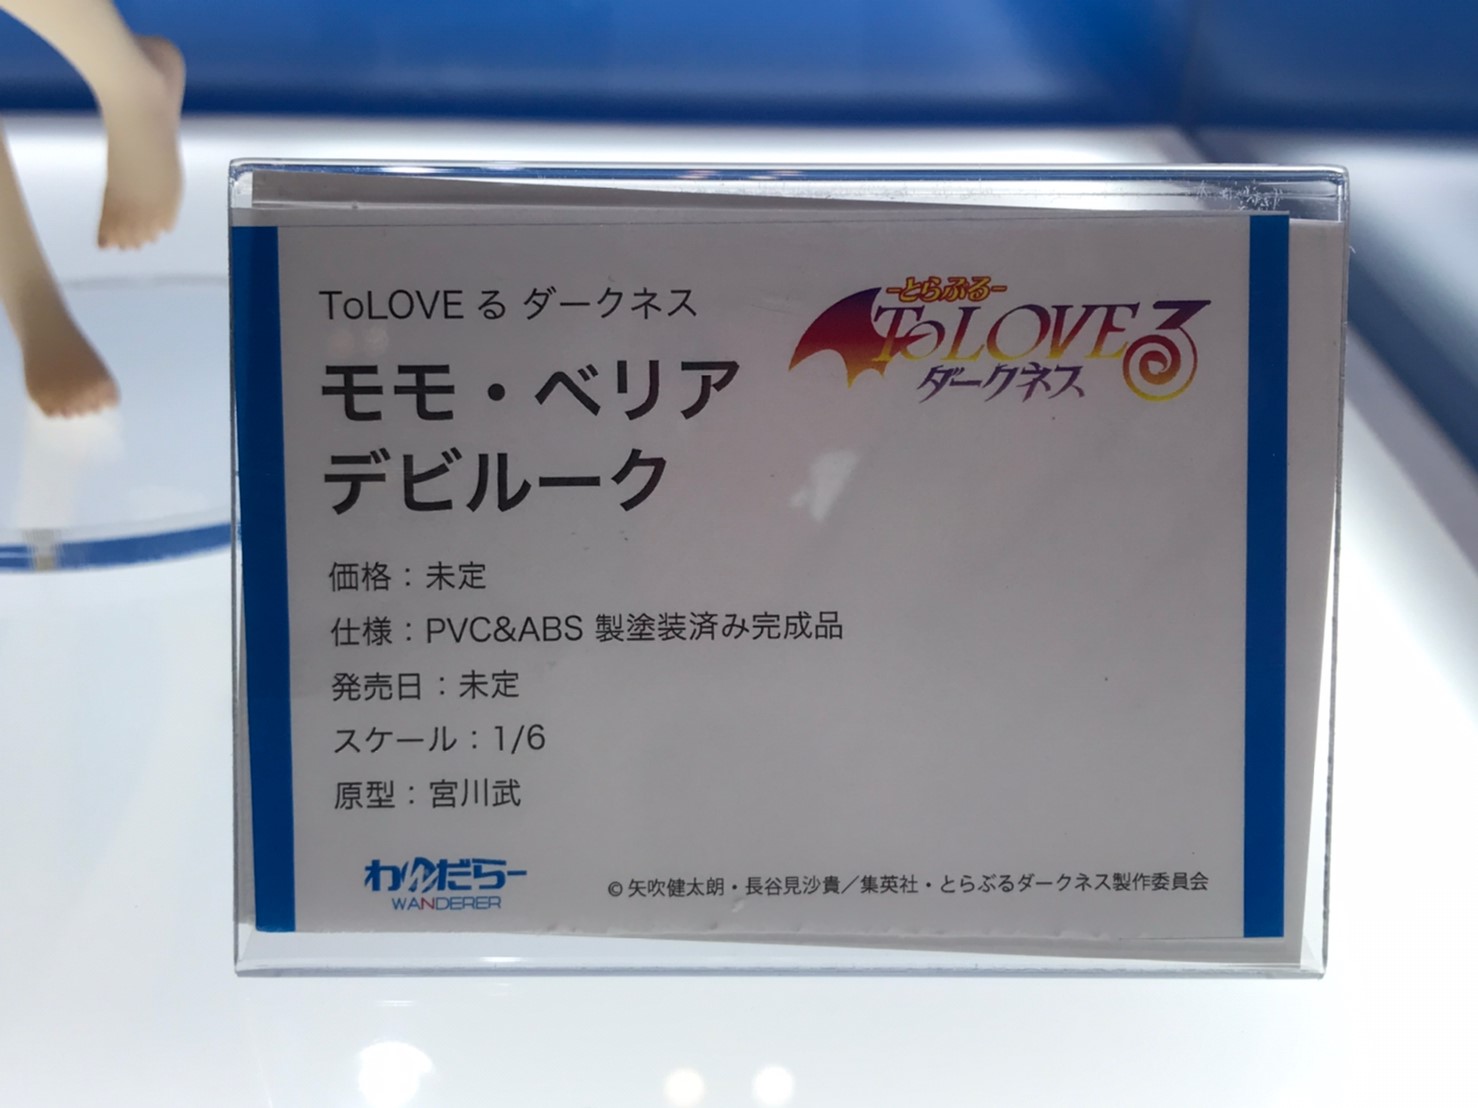 ToLOVE る ダークネス
-とらぶる-
ToLOVEる
ダークネス
モモ・ベリア
デビルーク
価格：未定
仕様：PVC&ABS 製塗装済み完成品
発売日：未定
スケール：1/6
原型：宮川武
わんだらー
WANDERER
©矢吹健太朗・長谷見沙貴／集英社・とらぶるダークネス製作委員会